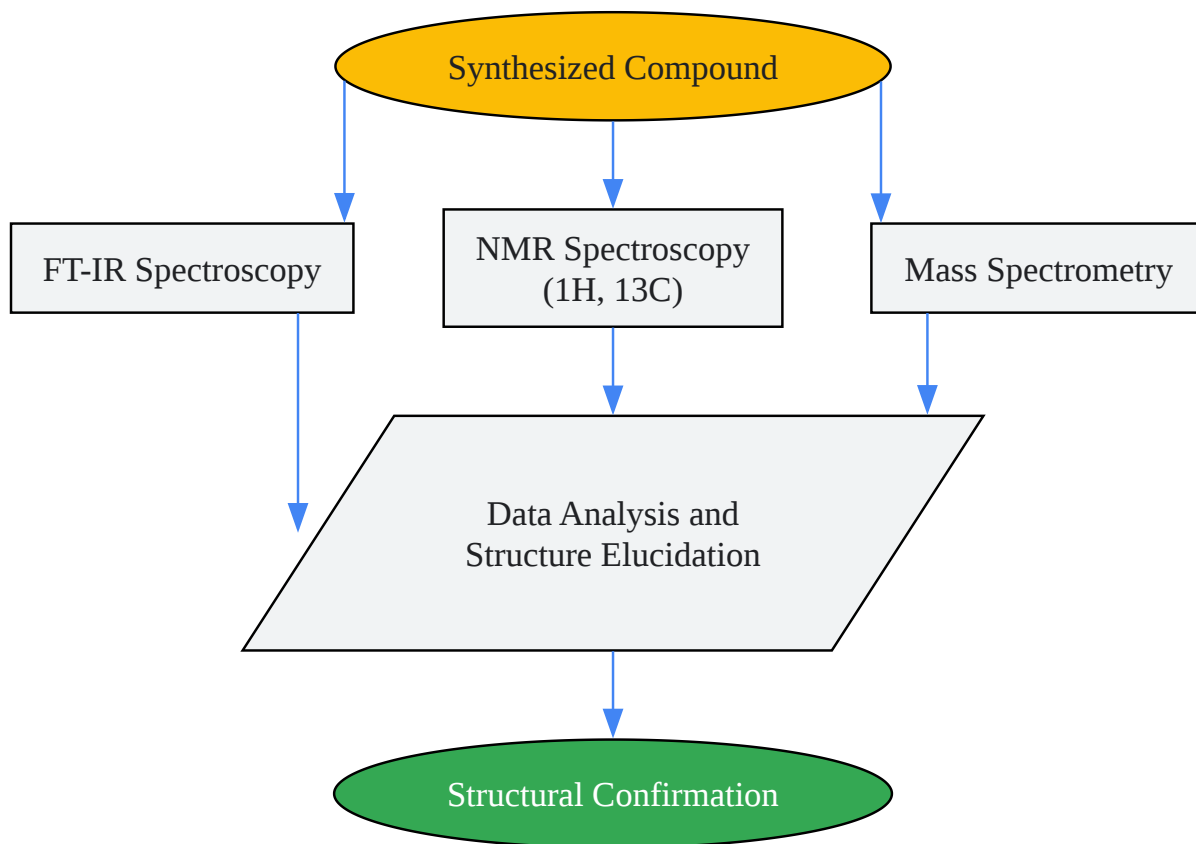 Synthesized Compound
FT-IR Spectroscopy
NMR Spectroscopy
(1H, 13C)
Mass Spectrometry
Data Analysis and
Structure Elucidation
Structural Confirmation